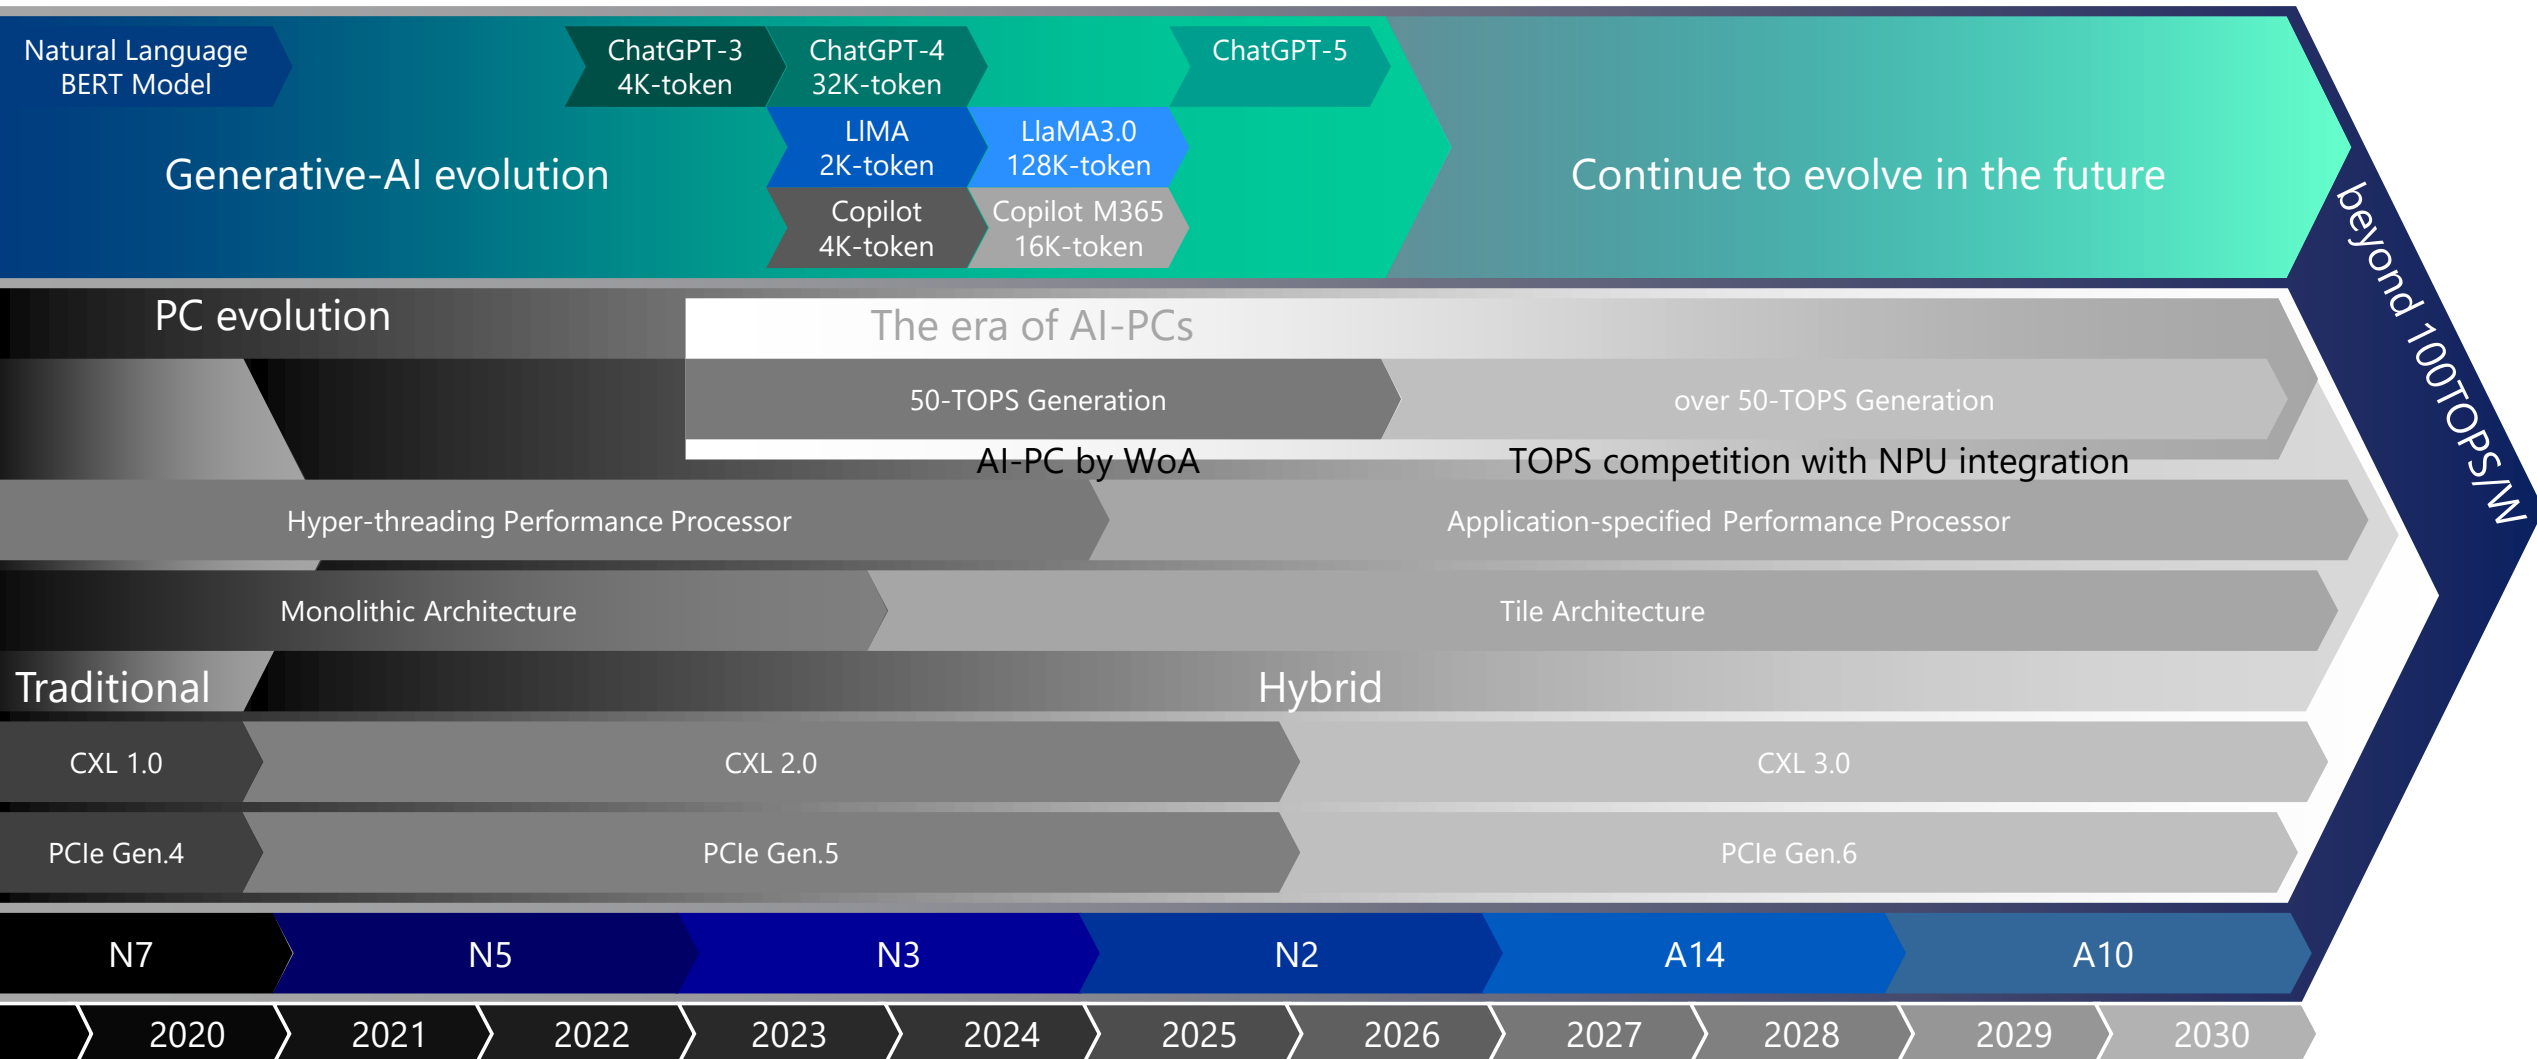 Natural Language
BERT Model
ChatGPT-3
4K-token
ChatGPT-4
32K-token
ChatGPT-5
LlMA
2K-token
LlaMA3.0
128K-token
Generative-AI evolution
Continue to evolve in the future
Copilot
4K-token
Copilot M365
16K-token
beyond 100TOPS/W
PC evolution
The era of AI-PCs
50-TOPS Generation
over 50-TOPS Generation
AI-PC by WoA
TOPS competition with NPU integration
Hyper-threading Performance Processor
Application-specified Performance Processor
Monolithic Architecture
Tile Architecture
Traditional
Hybrid
CXL 1.0
CXL 2.0
CXL 3.0
PCIe Gen.4
PCIe Gen.5
PCIe Gen.6
N7
N5
N3
N2
A14
A10
2020
2021
2022
2023
2024
2025
2026
2027
2028
2029
2030